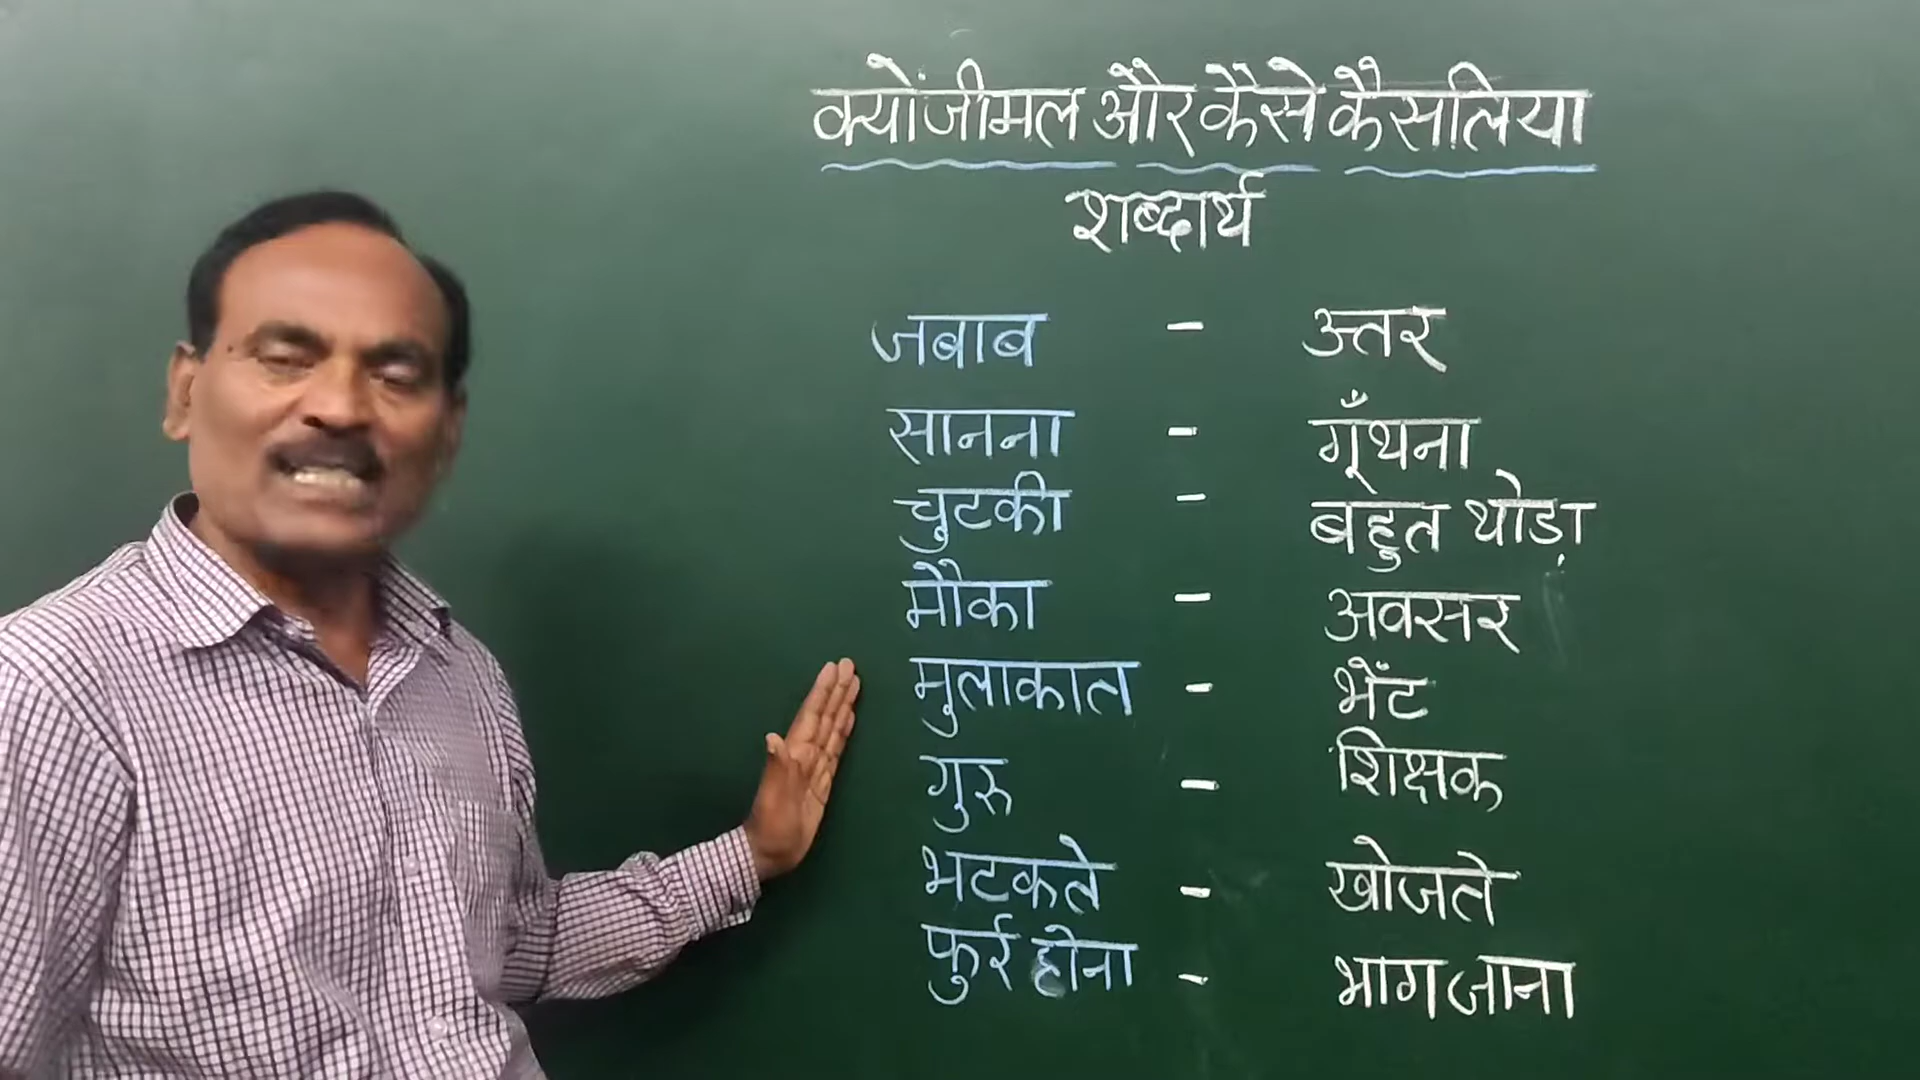 क्योंजीमल और कैसे कैसलिया
शब्दार्थ
जबाब - उत्तर
सानना - गूँथना
चुटकी - बहुत थोड़ा
मौका - अवसर
मुलाकात - भेंट
गुरु - शिक्षक
भटकते - खोजते
फुर्र होना - भाग जाना